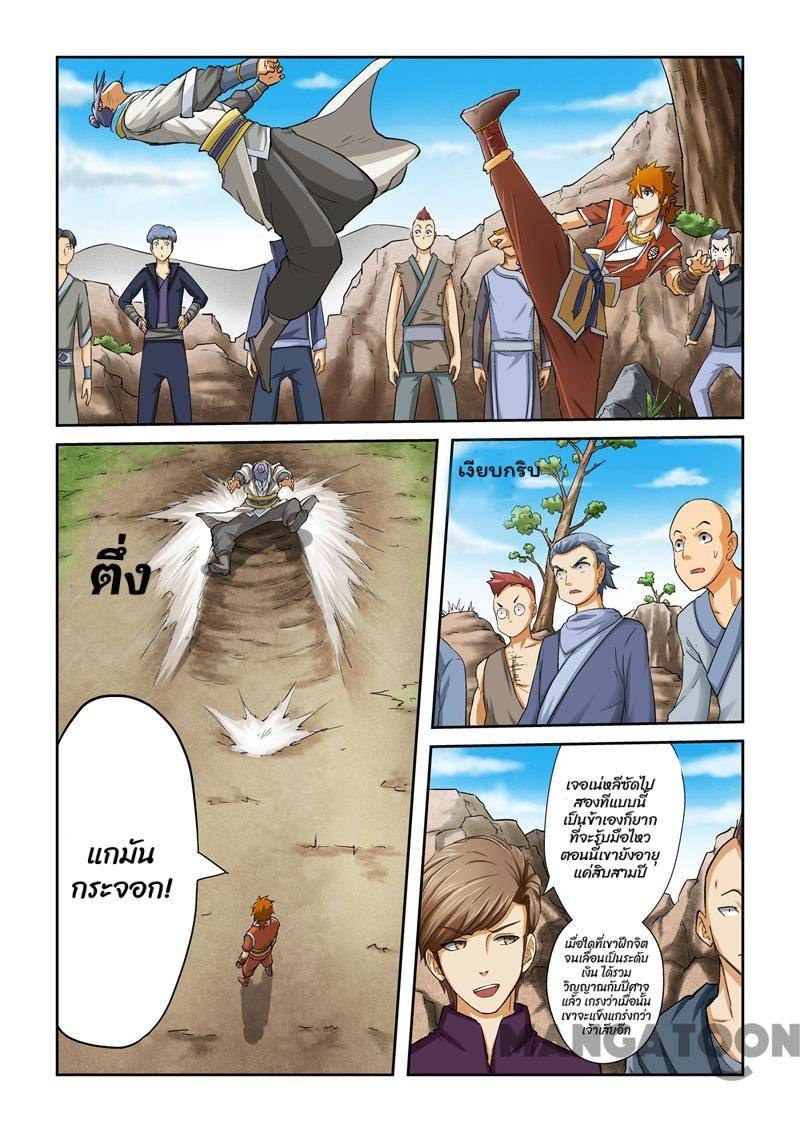 เงียบกริบ
ตึ่ง
แกมัน
กระจอก!
เจอเน่หลีซัดไป
สองทีแบบนี้
เป็นข้าเองก็ยาก
ที่จะรับมือไหว
ตอนนี้เขายังอายุ
แค่สิบสามปี
เมื่อใดที่เขาฝึกจิต
จนเลื่อนเป็นระดับ
เงิน ได้รวม
วิญญาณกับปีศาจ
แล้ว เกรงว่าเมื่อนั้น
เขาจะแข็งแกร่งกว่า
เจ้าเสียอีก
MANGATOON